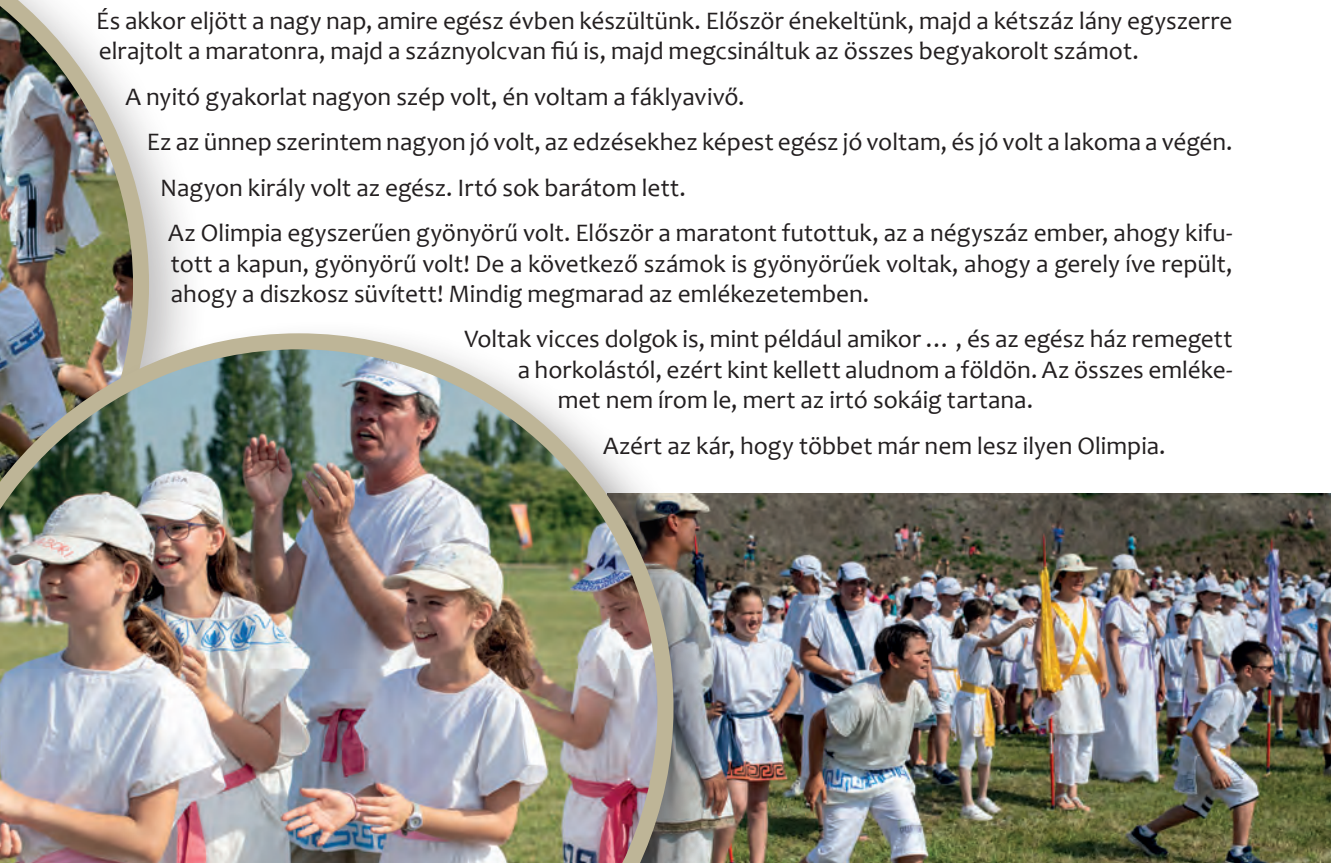 És akkor eljött a nagy nap, amire egész évben készültünk. Először énekeltünk, majd a kétszáz lány egyszerre
elrajtolt a maratonra, majd a száznyolcvan fiú is, majd megcsináltuk az összes begyakorolt számot.
A nyitó gyakorlat nagyon szép volt, én voltam a fáklyavivő.
Ez az ünnep szerintem nagyon jó volt, az edzésekhez képest egész jó voltam, és jó volt a lakoma a végén.
Nagyon király volt az egész. Irtó sok barátom lett.
Az Olimpia egyszerűen gyönyörű volt. Először a maratont futottuk, az a négyszáz ember, ahogy kifu-
tott a kapun, gyönyörű volt! De a következő számok is gyönyörűek voltak, ahogy a gerely íve repült,
ahogy a diszkosz süvített! Mindig megmarad az emlékezetemben.
Voltak vicces dolgok is, mint például amikor … , és az egész ház remegett
a horkolástól, ezért kint kellett aludnom a földön. Az összes emléke-
met nem írom le, mert az irtó sokáig tartana.
Azért az kár, hogy többet már nem lesz ilyen Olimpia.